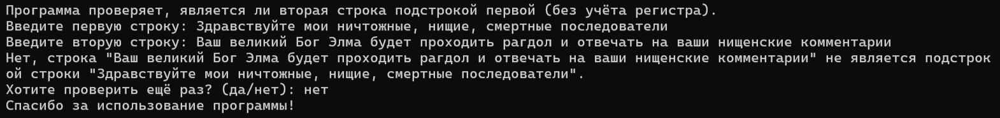 Программа проверяет, является ли вторая строка подстрокой первой (без учёта регистра).
Введите первую строку: Здравствуйте мои ничтожные, нищие, смертные последователи
Введите вторую строку: Ваш великий Бог Элма будет проходить рагдол и отвечать на ваши нищенские комментарии
Нет, строка "Ваш великий Бог Элма будет проходить рагдол и отвечать на ваши нищенские комментарии" не является подстрок
ой строки "Здравствуйте мои ничтожные, нищие, смертные последователи".
Хотите проверить ещё раз? (да/нет): нет
Спасибо за использование программы!